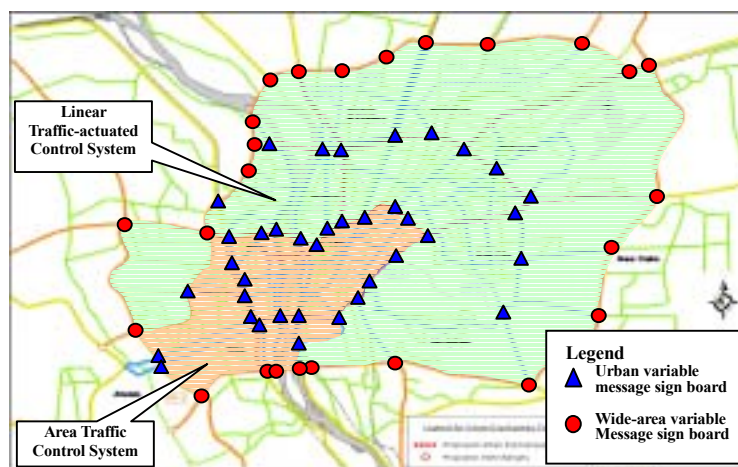 Linear
Traffic-actuated
Control System
Area Traffic
Control System
Legend
Urban variable
message sign board
Wide-area variable
Message sign board